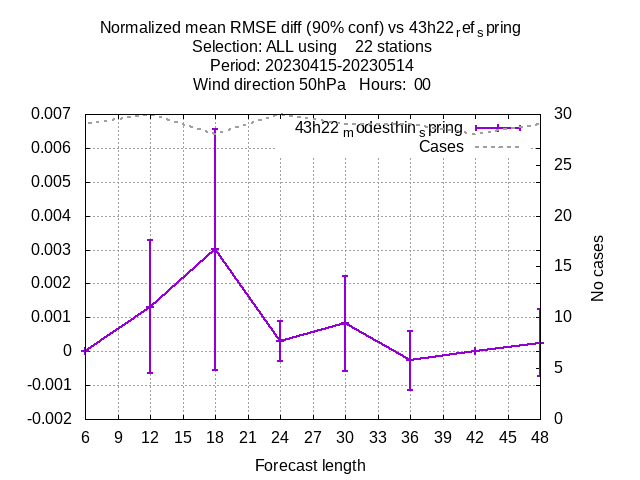 Normalized mean RMSE diff (90% conf) vs 43h22refspring
Selection: ALL using 22 stations
Period: 20230415-20230514
Wind direction 50hPa Hours: 00
0.007
0.006
0.005
0.004
0.003
0.002
0.001
0
-0.001
-0.002
43h22modesthinspring
Cases
30
25
20
15
10
5
0
No cases
6 9 12 15 18 21 24 27 30 33 36 39 42 45 48
Forecast length